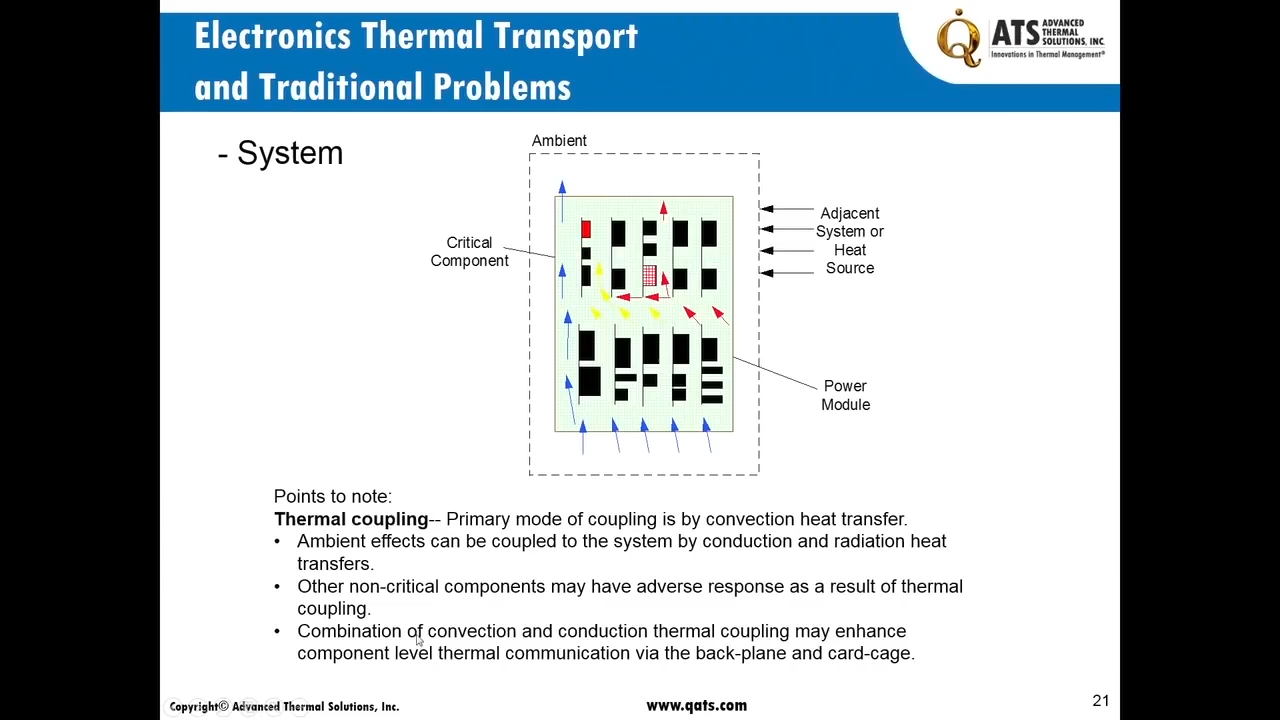 Electronics Thermal Transport
and Traditional Problems
ATS ADVANCED
THERMAL
SOLUTIONS, INC.
Innovations in Thermal Management®
- System
Ambient
Critical
Component
Adjacent
System or
Heat
Source
Power
Module
Points to note:
Thermal coupling-- Primary mode of coupling is by convection heat transfer.
• Ambient effects can be coupled to the system by conduction and radiation heat
transfers.
• Other non-critical components may have adverse response as a result of thermal
coupling.
• Combination of convection and conduction thermal coupling may enhance
component level thermal communication via the back-plane and card-cage.
Copyright© Advanced Thermal Solutions, Inc.
www.qats.com
21